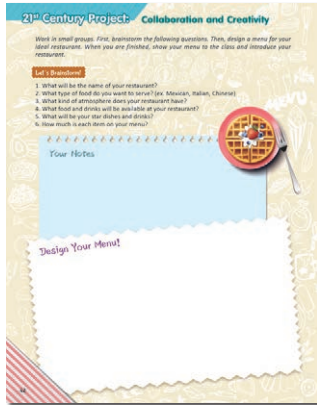 21st Century Project: Collaboration and Creativity
Work in small groups. First, brainstorm the following questions. Then, design a menu for your
ideal restaurant. When you are finished, show your menu to the class and introduce your
restaurant.
Let's Brainstorm!
1. What will be the name of your restaurant?
2. What type of food do you want to serve? (ex. Mexican, Italian, Chinese)
3. What kind of atmosphere does your restaurant have?
4. What food and drinks will be available at your restaurant?
5. What will be your star dishes and drinks?
6. How much is each item on your menu?
Your Notes
Design Your Menu!